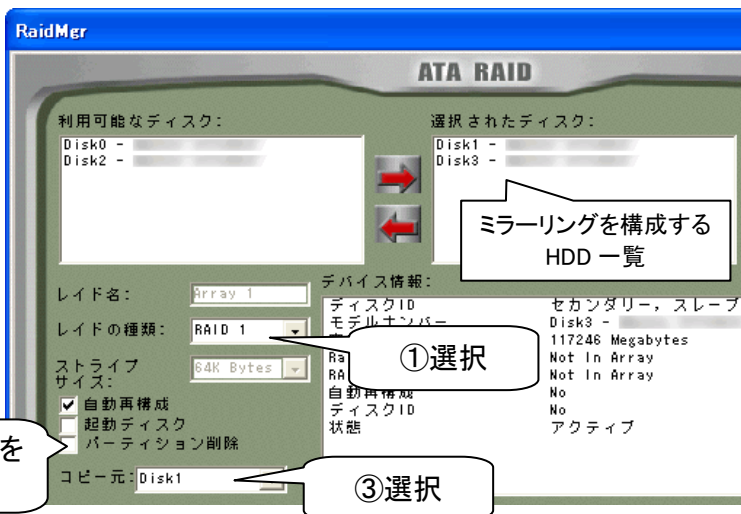 RaidMgr
ATA RAID
利用可能なディスク:
Disk0 -
Disk2 -
選択されたディスク:
Disk1 -
Disk3 -
ミラーリングを構成する
HDD 一覧
レイド名:
Array 1
レイドの種類:
RAID 1
ストライプ
サイズ:
64K Bytes
自動再構成
起動ディスク
パーティション削除
を
コピー元:
Disk1
①選択
③選択
デバイス情報:
ディスクID セカンダリー, スレーブ
モデルナンバー Disk3 -
117246 Megabytes
Ra Not In Array
RA Not In Array
自動再構成 No
ディスクID No
状態 アクティブ